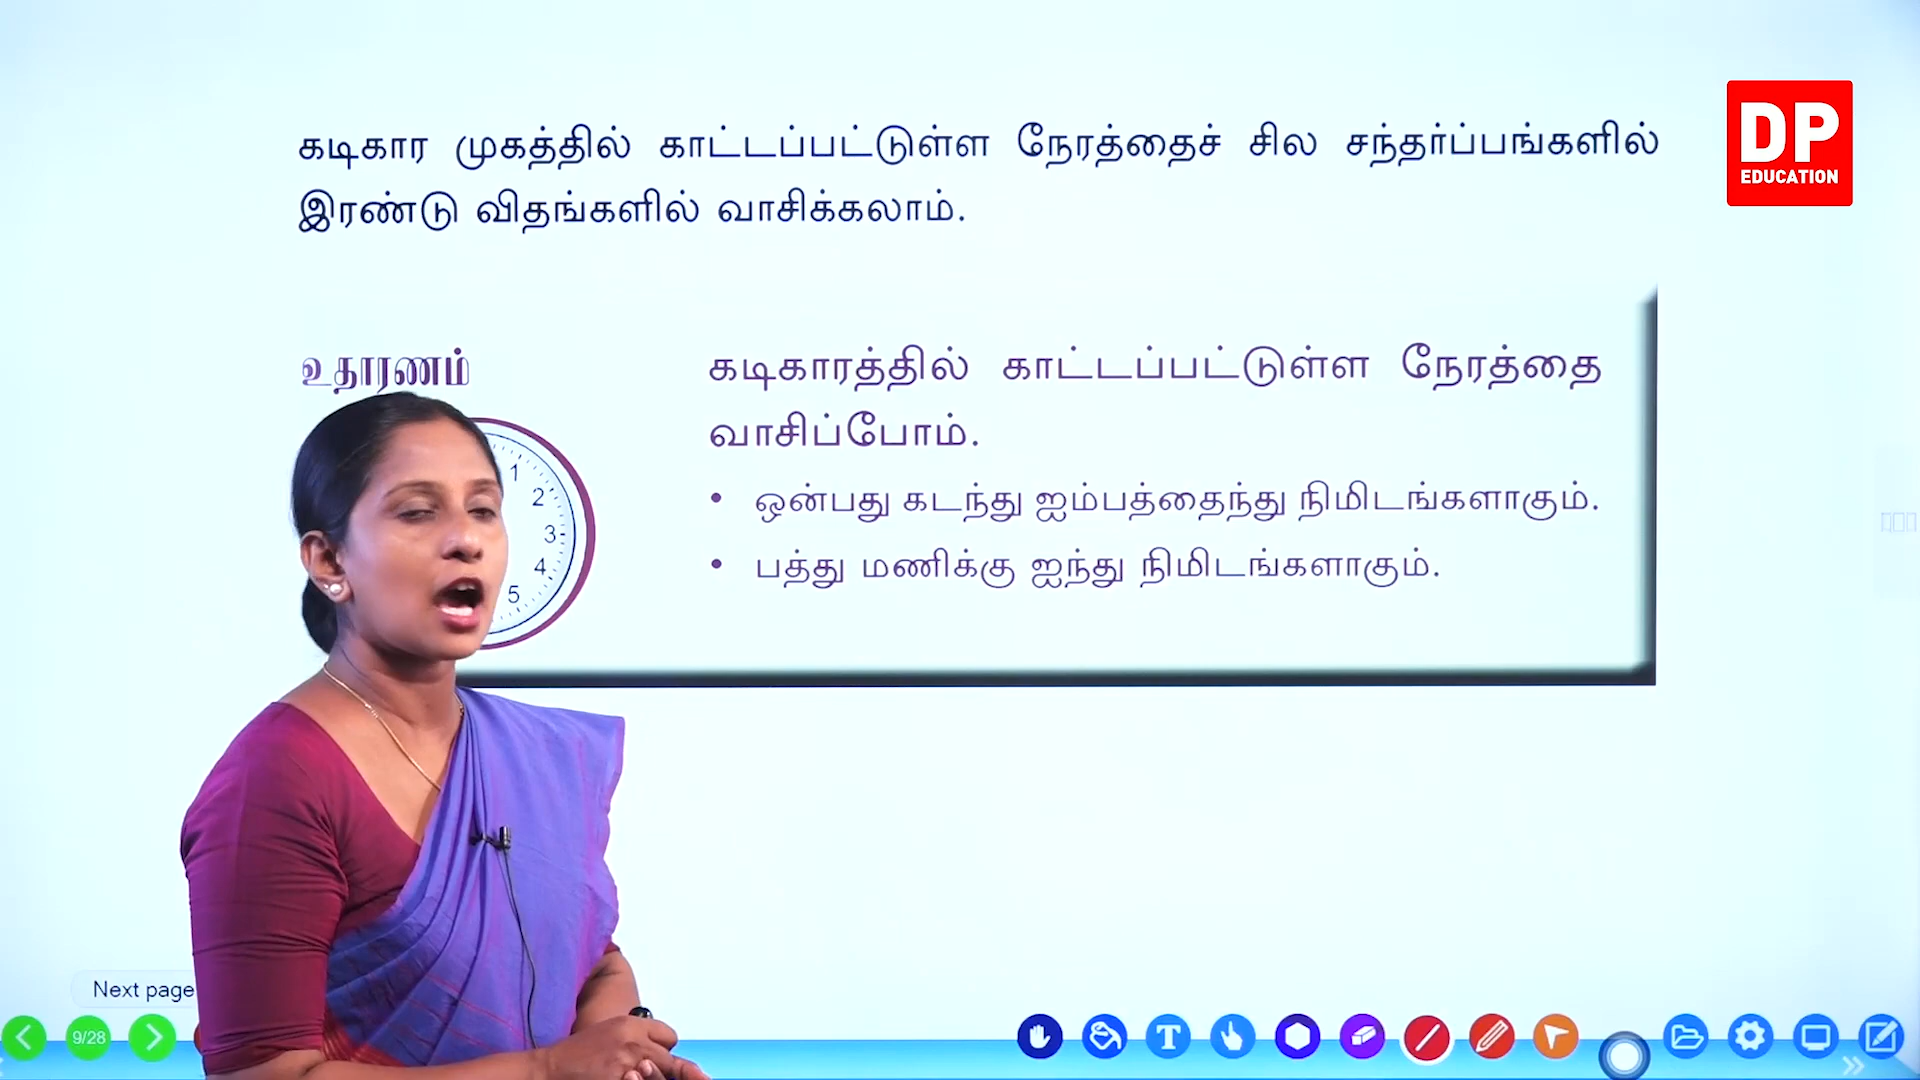 கடிகார முகத்தில் காட்டப்பட்டுள்ள நேரத்தைச் சில சந்தர்ப்பங்களில்
இரண்டு விதங்களில் வாசிக்கலாம்.
DP
EDUCATION
உதாரணம்
கடிகாரத்தில் காட்டப்பட்டுள்ள நேரத்தை
வாசிப்போம்.
• ஒன்பது கடந்து ஐம்பத்தைந்து நிமிடங்களாகும்.
• பத்து மணிக்கு ஐந்து நிமிடங்களாகும்.
1
2
3
4
5
Next page
9/28
T